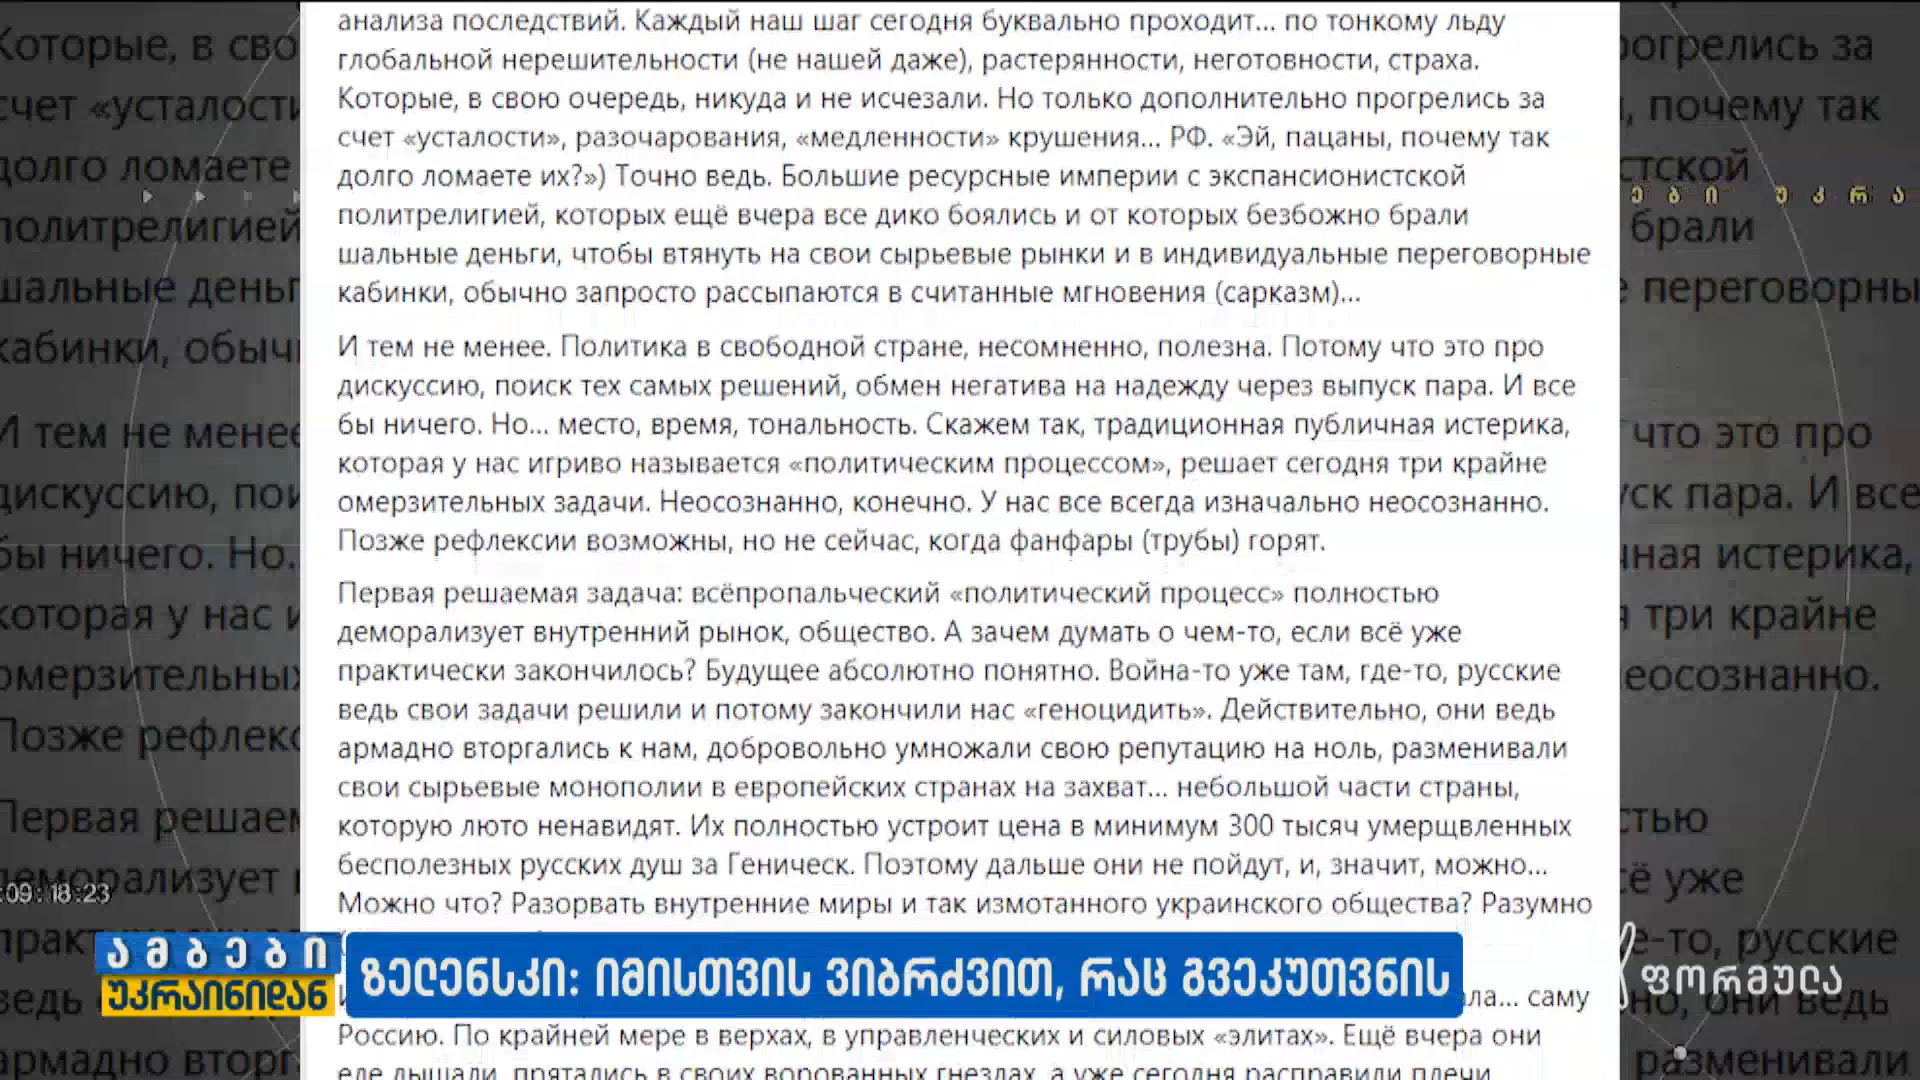 анализа последствий. Каждый наш шаг сегодня буквально проходит... по тонкому льду
глобальной нерешительности (не нашей даже), растерянности, неготовности, страха.
Которые, в свою очередь, никуда и не исчезали. Но только дополнительно прогрелись за
счет «усталости», разочарования, «медленности» крушения... РФ. «Эй, пацаны, почему так
долго ломаете их?») Точно ведь. Большие ресурсные империи с экспансионистской
политрелигией, которых ещё вчера все дико боялись и от которых безбожно брали
шальные деньги, чтобы втянуть на свои сырьевые рынки и в индивидуальные переговорные
кабинки, обычно запросто рассыпаются в считанные мгновения (сарказм)...
И тем не менее. Политика в свободной стране, несомненно, полезна. Потому что это про
дискуссию, поиск тех самых решений, обмен негатива на надежду через выпуск пара. И все
бы ничего. Но... место, время, тональность. Скажем так, традиционная публичная истерика,
которая у нас игриво называется «политическим процессом», решает сегодня три крайне
омерзительных задачи. Неосознанно, конечно. У нас все всегда изначально неосознанно.
Позже рефлексии возможны, но не сейчас, когда фанфары (трубы) горят.
Первая решаемая задача: всёпропальческий «политический процесс» полностью
деморализует внутренний рынок, общество. А зачем думать о чем-то, если всё уже
практически закончилось? Будущее абсолютно понятно. Война-то уже там, где-то, русские
ведь свои задачи решили и потому закончили нас «геноцидить». Действительно, они ведь
армадно вторгались к нам, добровольно умножали свою репутацию на ноль, разменивали
свои сырьевые монополии в европейских странах на захват... небольшой части страны,
которую люто ненавидят. Их полностью устроит цена в минимум 300 тысяч умерщвленных
бесполезных русских душ за Геническ. Поэтому дальше они не пойдут, и, значит, можно...
Можно что? Разорвать внутренние миры и так измотанного украинского общества? Разумно
ამბები
უკრაინიდან
ზელენსკი: იმისთვის ვიბრძვით, რაც გვეკუთვნის
ფორმულა
09:18:23
саму
Россию. По крайней мере в верхах, в управленческих и силовых «элитах». Ещё вчера они
еле дышали, прятались в своих ворованных гнездах, а уже сегодня расправили плечи